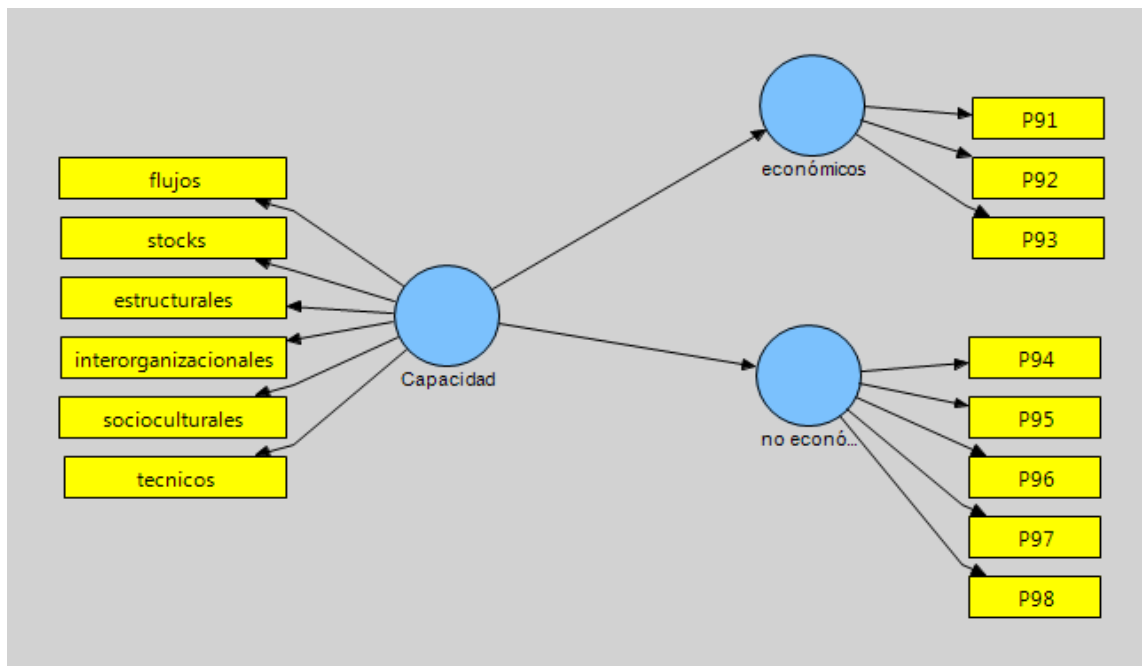 flujos
stocks
estructurales
interorganizacionales
socioculturales
tecnicos
Capacidad
económicos
no econó...
P91
P92
P93
P94
P95
P96
P97
P98